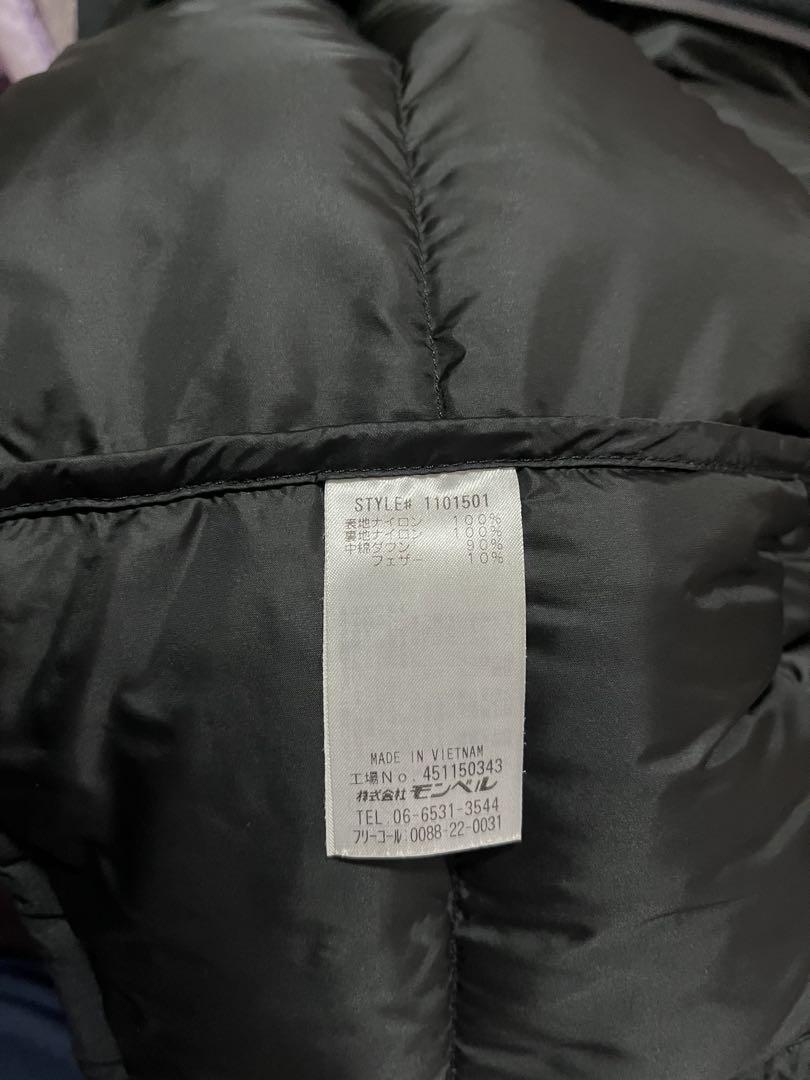 STYLE# 1101501
表地ナイロン 100%
裏地ナイロン 100%
中綿ダウン 90%
フェザー 10%
MADE IN VIETNAM
工場No. 451150343
株式会社 モンベル
TEL: 06-6531-3544
フリーコール: 0088-22-0031